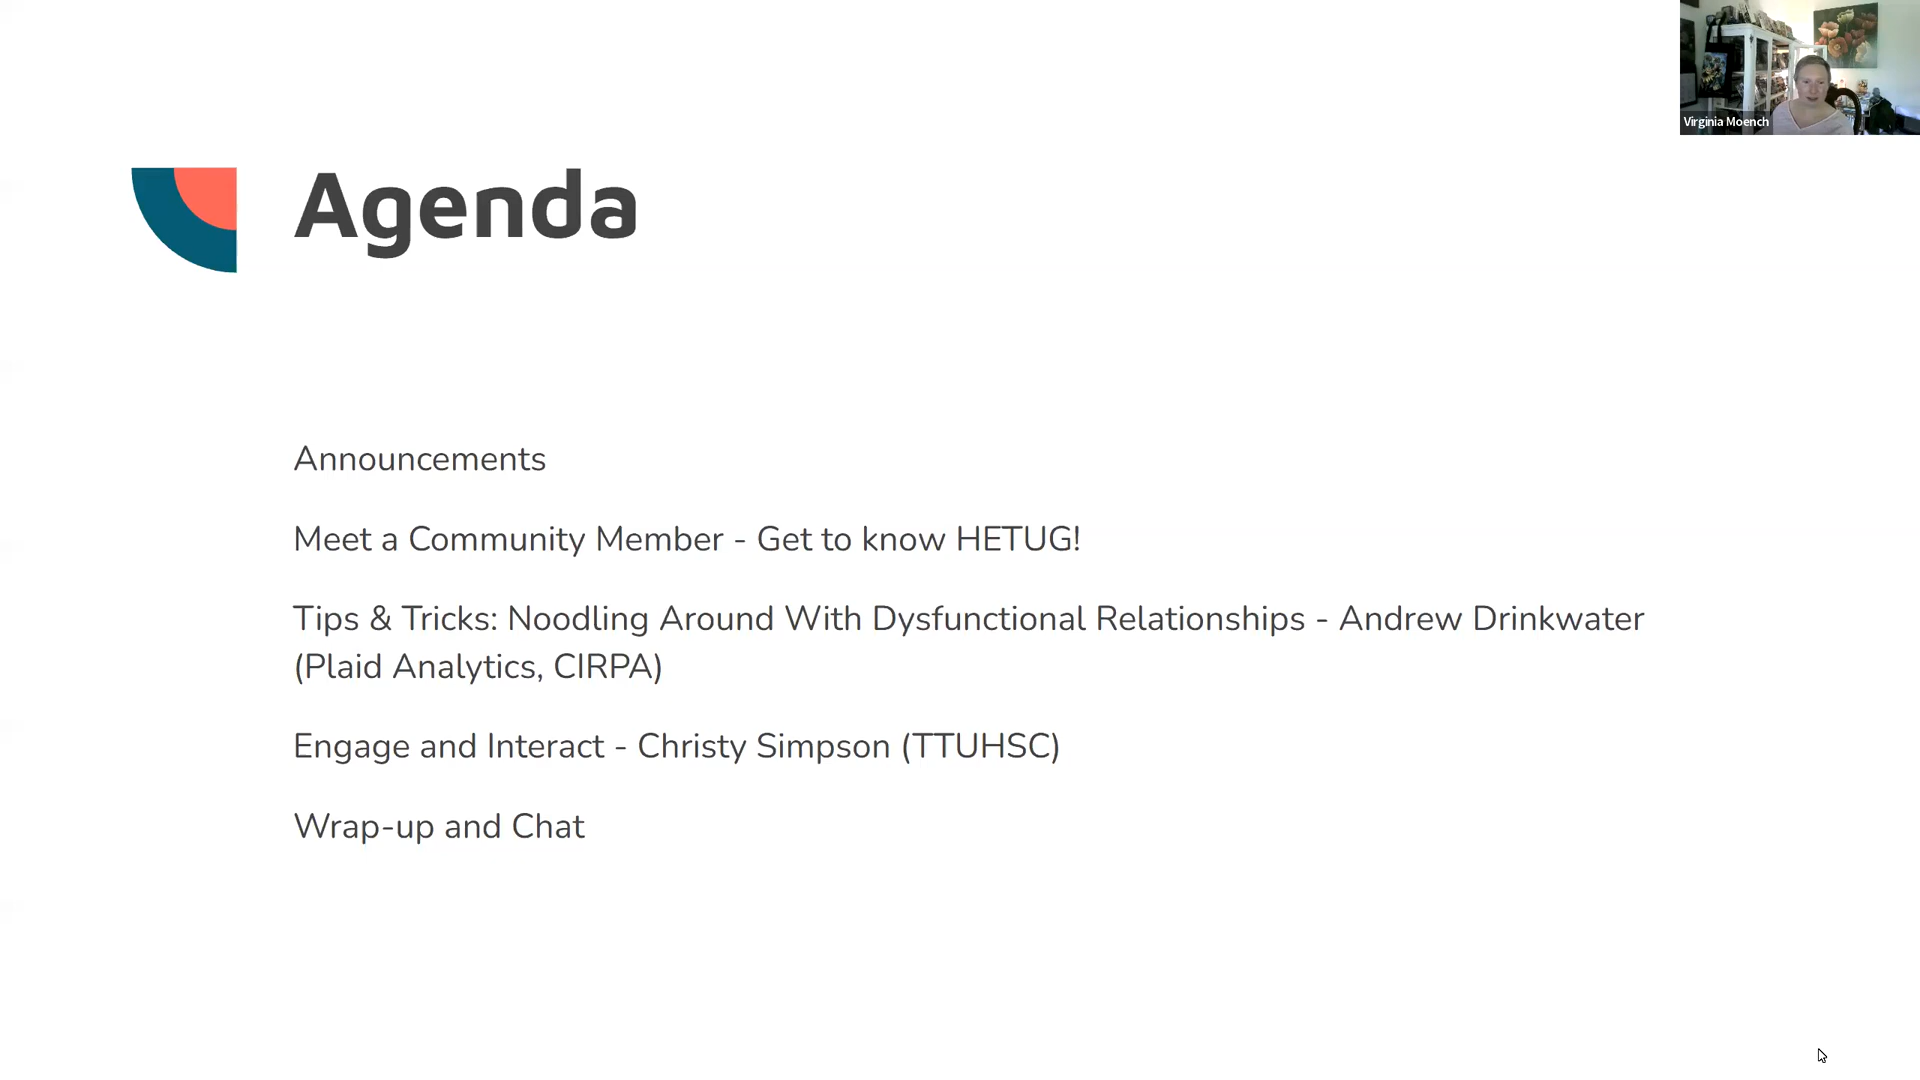 Virginia Moench
Agenda
Announcements
Meet a Community Member - Get to know HETUG!
Tips & Tricks: Noodling Around With Dysfunctional Relationships - Andrew Drinkwater
(Plaid Analytics, CIRPA)
Engage and Interact - Christy Simpson (TTUHSC)
Wrap-up and Chat